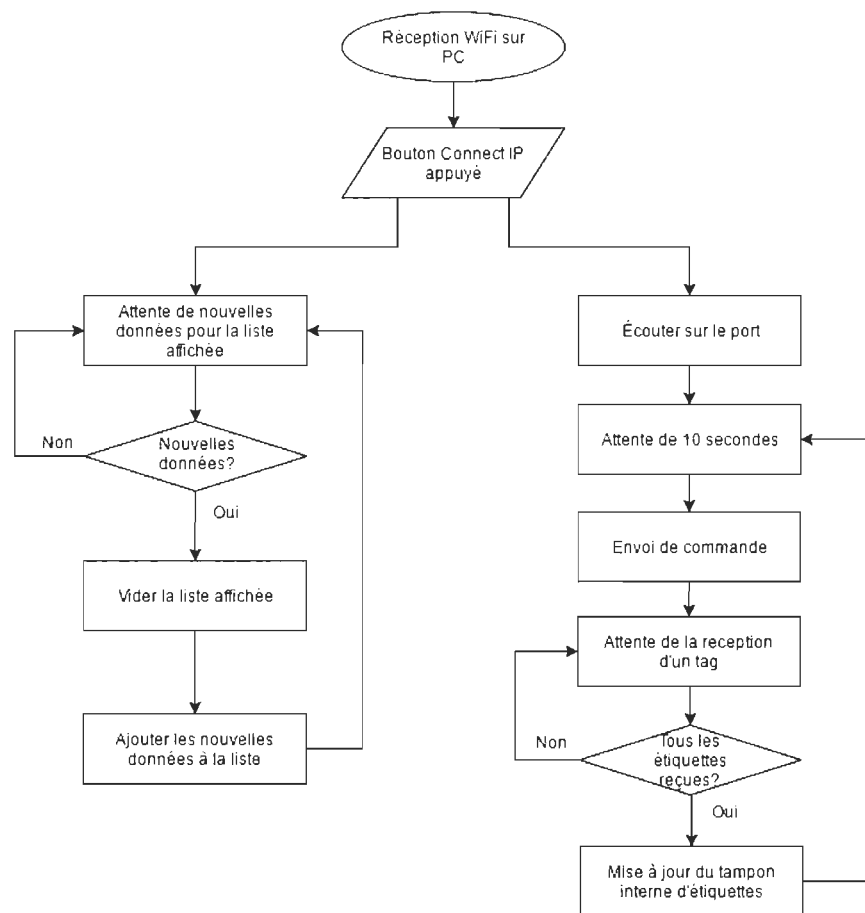 Réception WiFi sur
PC
Bouton Connect IP
appuyé
Attente de nouvelles
données pour la liste
affichée
Non
Nouvelles
données?
Oui
Vider la liste affichée
Ajouter les nouvelles
données à la liste
Écouter sur le port
Attente de 10 secondes
Envoi de commande
Attente de la reception
d'un tag
Non
Tous les
étiquettes
reçues?
Oui
Mise à jour du tampon
interne d'étiquettes